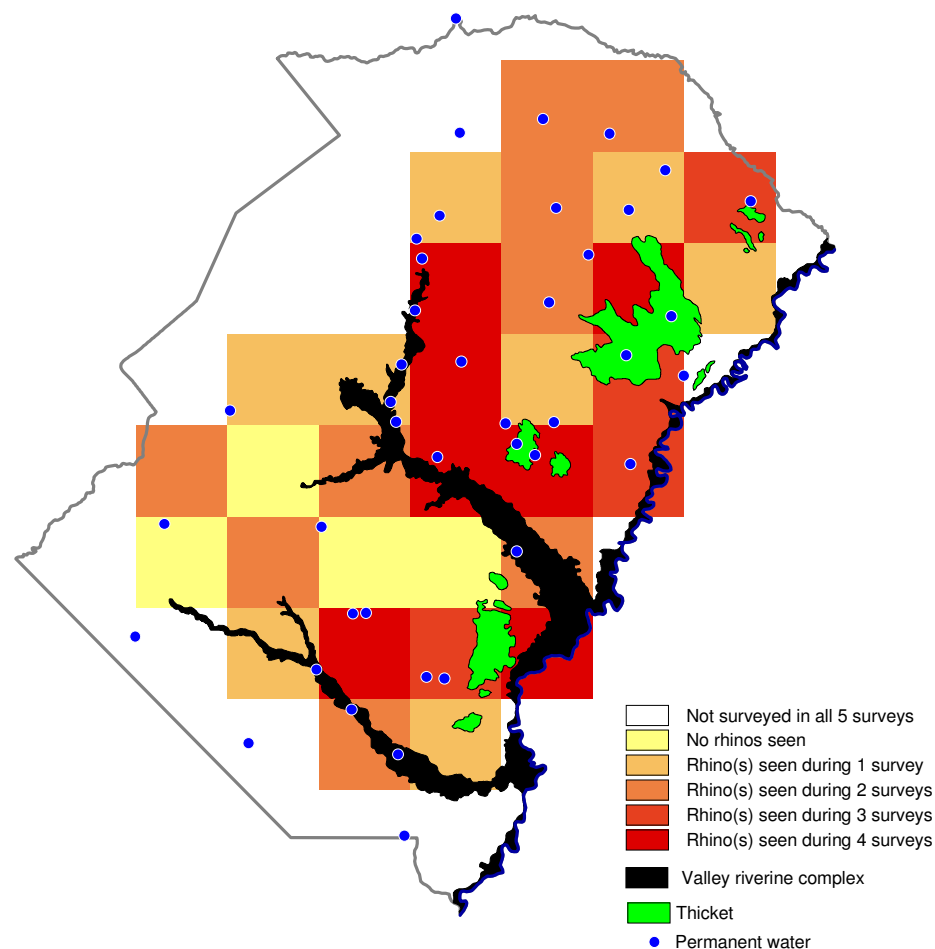 Not surveyed in all 5 surveys
No rhinos seen
Rhino(s) seen during 1 survey
Rhino(s) seen during 2 surveys
Rhino(s) seen during 3 surveys
Rhino(s) seen during 4 surveys
Valley riverine complex
Thicket
Permanent water